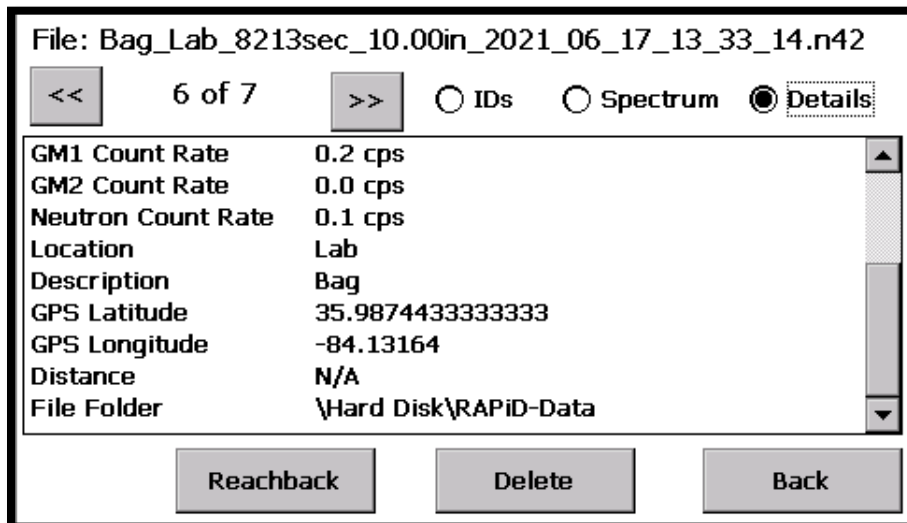 File: Bag_Lab_8213sec_10.00in_2021_06_17_13_33_14.n42
<< 6 of 7 >> IDs Spectrum Details
GM1 Count Rate 0.2 cps
GM2 Count Rate 0.0 cps
Neutron Count Rate 0.1 cps
Location Lab
Description Bag
GPS Latitude 35.9874433333333
GPS Longitude -84.13164
Distance N/A
File Folder \Hard Disk\RAPiD-Data
Reachback Delete Back